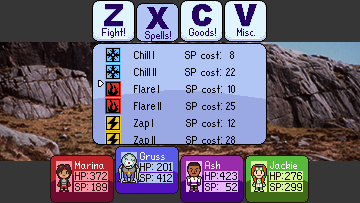 Z X C V
Fight! Spells! Goods! Misc.
Chill I SP cost: 8
Chill II SP cost: 22
Flare I SP cost: 10
Flare II SP cost: 25
Zap I SP cost: 12
Zap II SP cost: 28
Marina Gruss Ash Jackie
HP:372 HP: 201 HP:423 HP:276
SP:189 SP: 412 SP: 52 SP:299